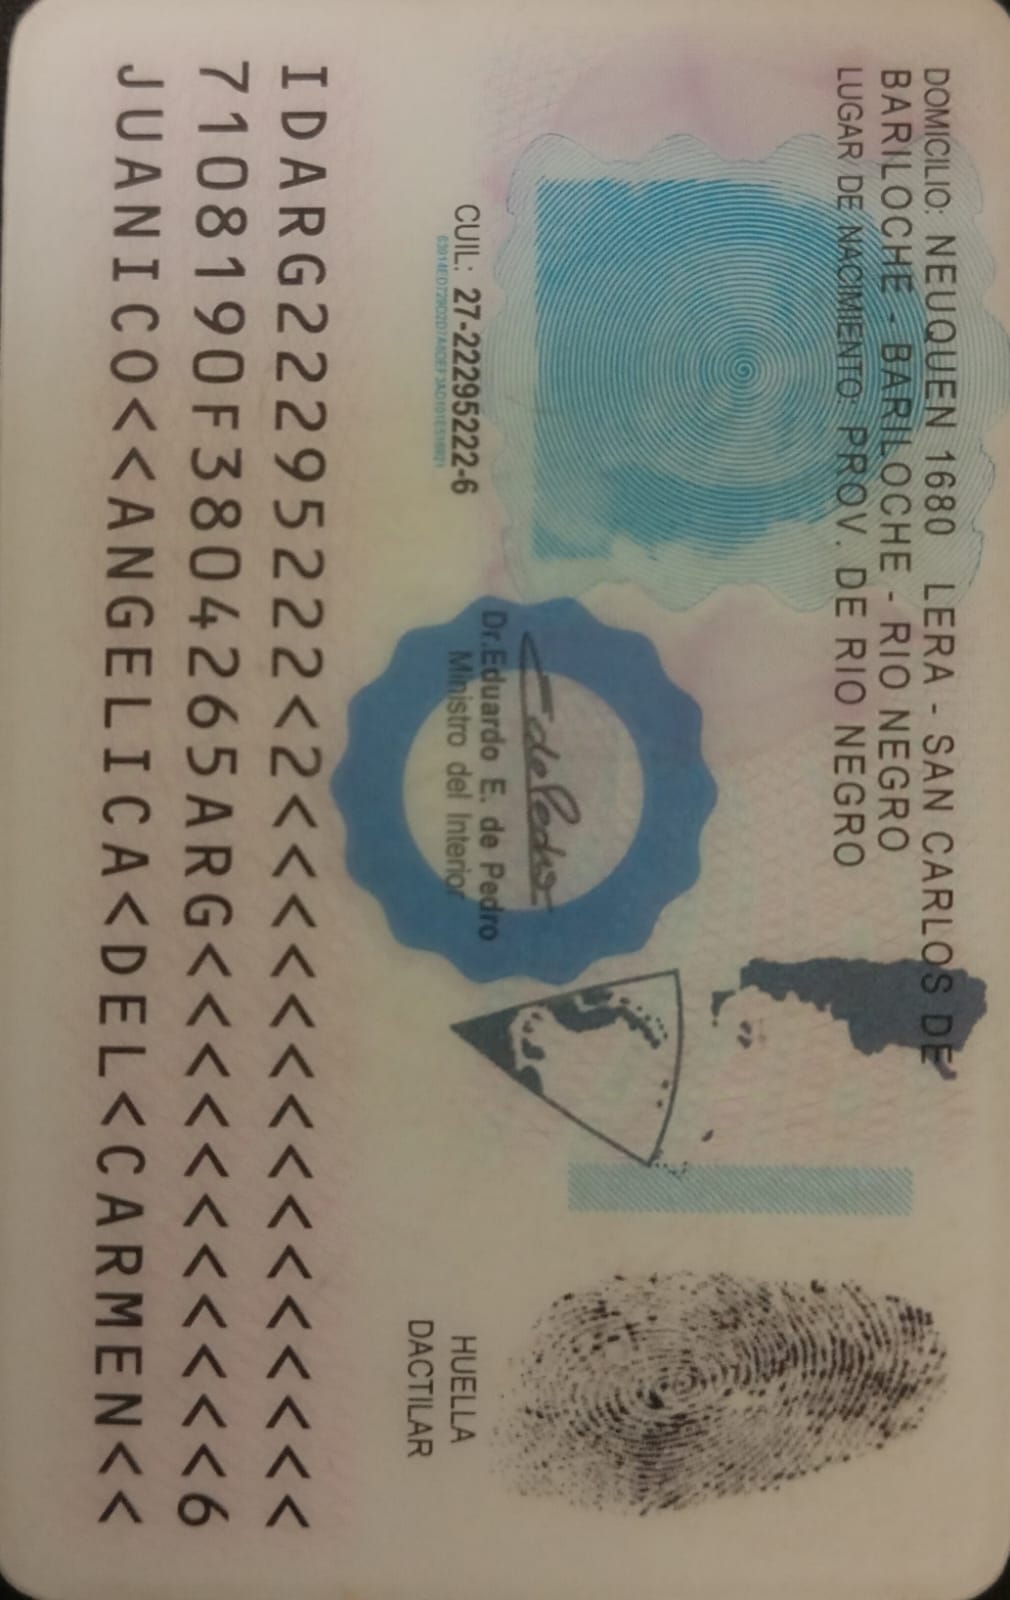 DOMICILIO: NEUQUEN 1680 LERA - SAN CARLOS DE
BARILOCHE - BARILOCHE - RIO NEGRO
LUGAR DE NACIMIENTO: PROV. DE RIO NEGRO
Dr.Eduardo E. de Pedro
Ministro del Interior
CUIL: 27-22295222-6
HUELLA
DACTILAR
IDARG22295222<2<<<<<<<<<<<<<<<
7108190F3804265ARG<<<<<<<<<<<6
JUANICO<<ANGELICA<DEL<CARMEN<<